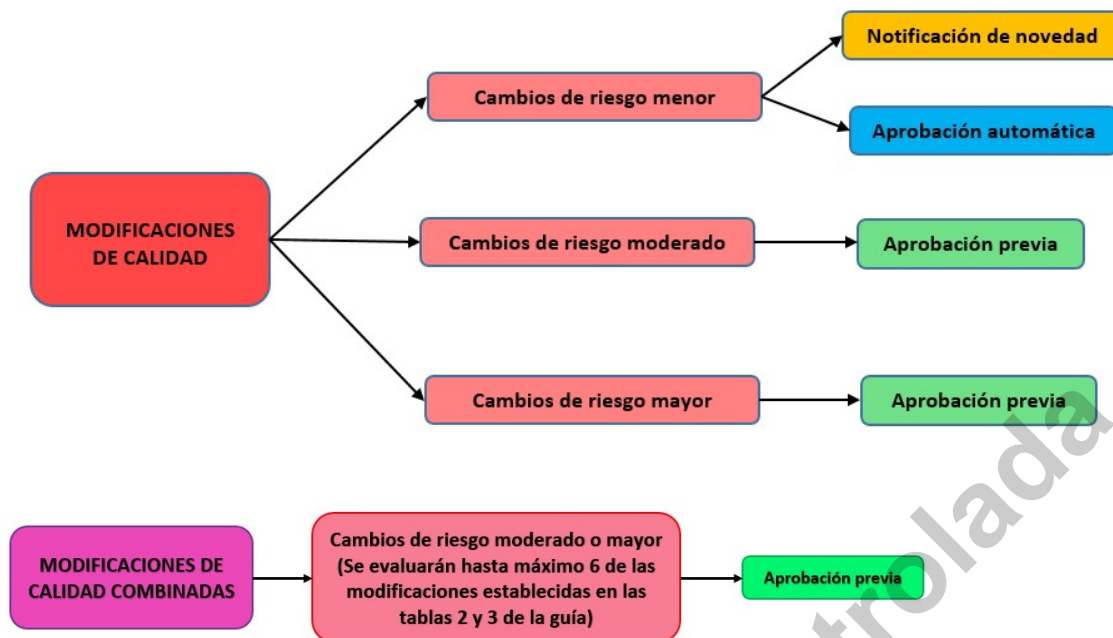 Notificación de novedad
Cambios de riesgo menor
Aprobación automática
MODIFICACIONES
DE CALIDAD
Cambios de riesgo moderado
Aprobación previa
Cambios de riesgo mayor
Aprobación previa
MODIFICACIONES DE
CALIDAD COMBINADAS
Cambios de riesgo moderado o mayor
(Se evaluarán hasta máximo 6 de las
modificaciones establecidas en las
tablas 2 y 3 de la guía)
Aprobación previa